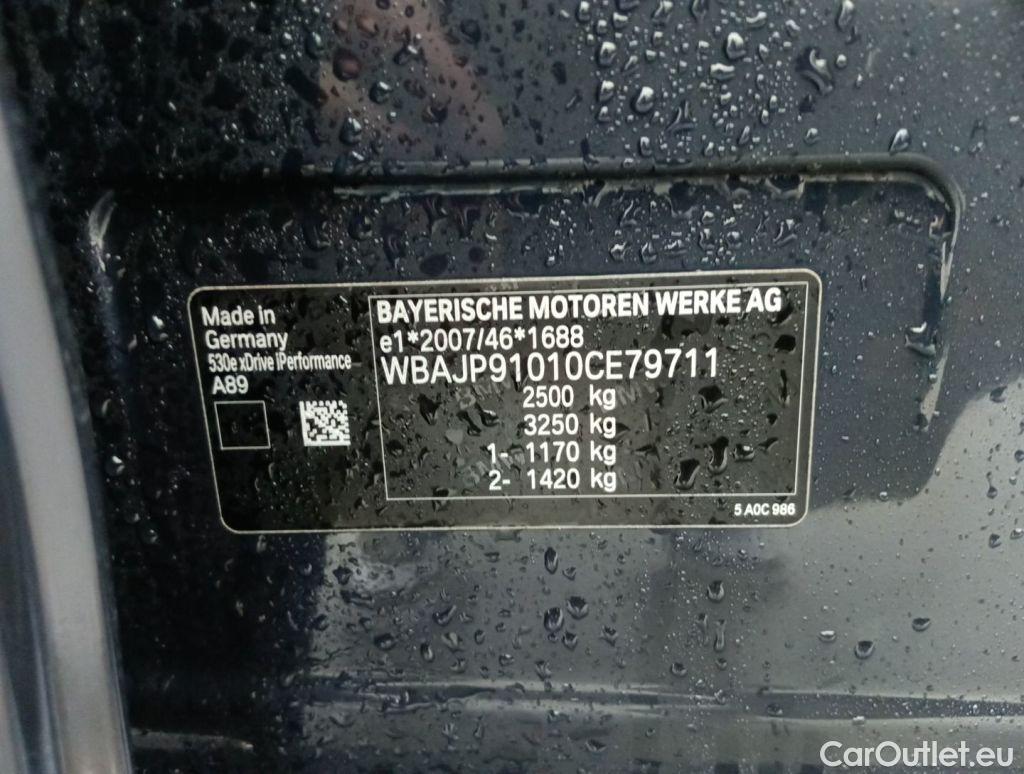 Made in
Germany
530e xDrive iPerformance
A89
BAYERISCHE MOTOREN WERKE AG
e1*2007/46*1688
WBAJP91010CE79711
2500 kg
3250 kg
1- 1170 kg
2- 1420 kg
5 A0C 986
CarOutlet.eu